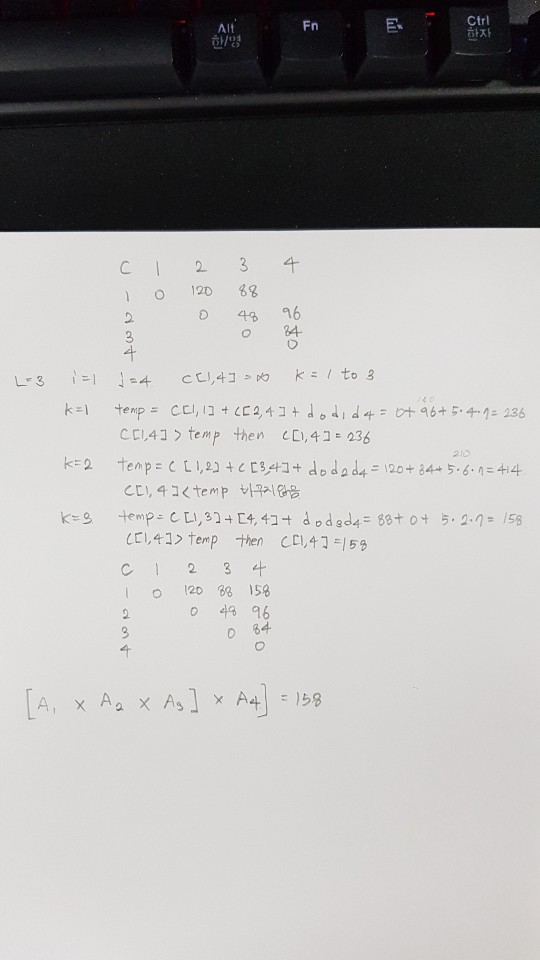 Alt
한/영
Fn
Ctrl
한자
C 1 2 3 4
1 0 120 88
2 0 48 96
3 0 84
4 0
L=3 i=1 j=4 C[1,4]=∞ k=1 to 3
140
k=1 temp = C[1,1] + C[2,4] + d₀d₁d₄ = 0+96+5·4·7=236
C[1,4] > temp then C[1,4]=236
210
k=2 temp = C[1,2] + C[3,4] + d₀d₂d₄ = 120+84+5·6·7=414
C[1,4] < temp 바꾸지않음
k=3 temp = C[1,3] + [4,4] + d₀d₃d₄ = 88+0+5·2·7=158
C[1,4] > temp then C[1,4]=158
C 1 2 3 4
1 0 120 88 158
2 0 48 96
3 0 84
4 0
[A₁ × A₂ × A₃] × A₄] = 158